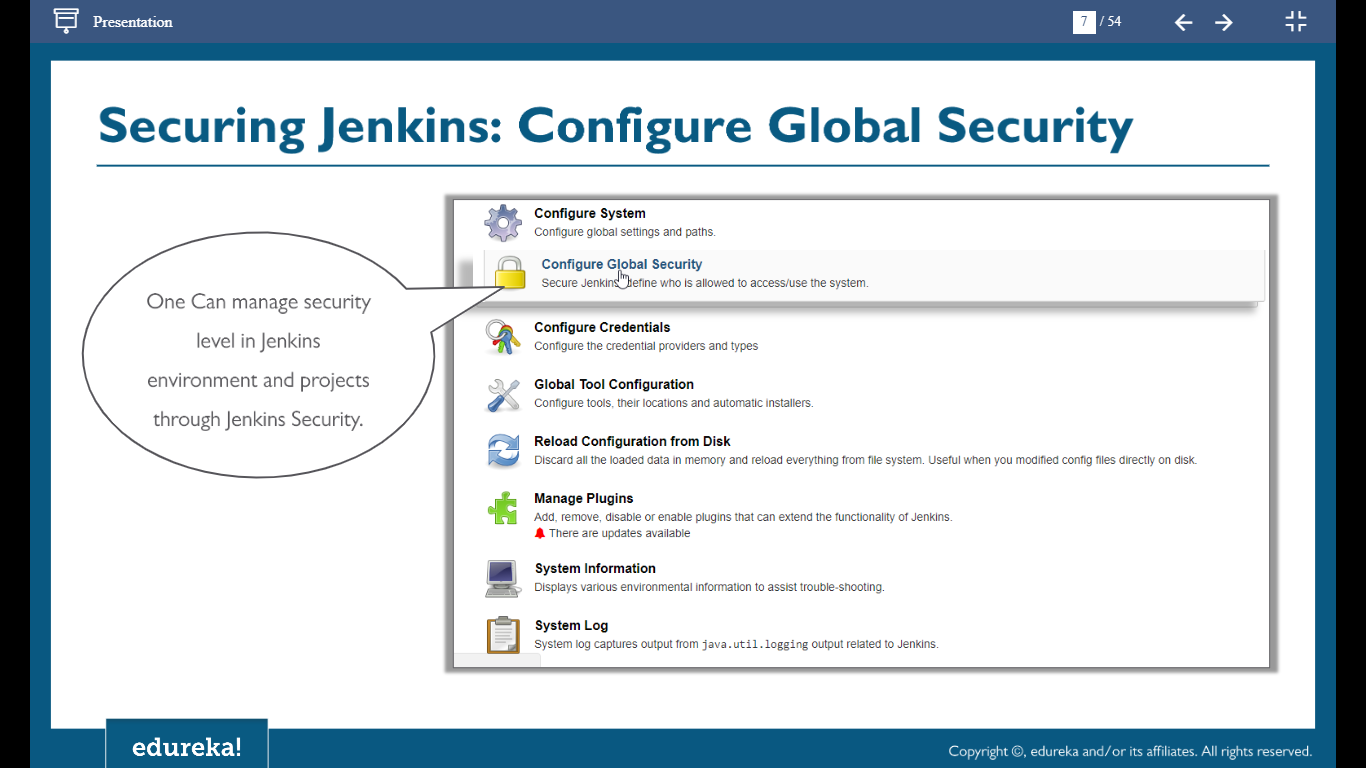 Presentation
7 / 54
Securing Jenkins: Configure Global Security
One Can manage security
level in Jenkins
environment and projects
through Jenkins Security.
Configure System
Configure global settings and paths.
Configure Global Security
Secure Jenkins; define who is allowed to access/use the system.
Configure Credentials
Configure the credential providers and types
Global Tool Configuration
Configure tools, their locations and automatic installers.
Reload Configuration from Disk
Discard all the loaded data in memory and reload everything from file system. Useful when you modified config files directly on disk.
Manage Plugins
Add, remove, disable or enable plugins that can extend the functionality of Jenkins.
There are updates available
System Information
Displays various environmental information to assist trouble-shooting.
System Log
System log captures output from java.util.logging output related to Jenkins.
edureka!
Copyright ©, edureka and/or its affiliates. All rights reserved.